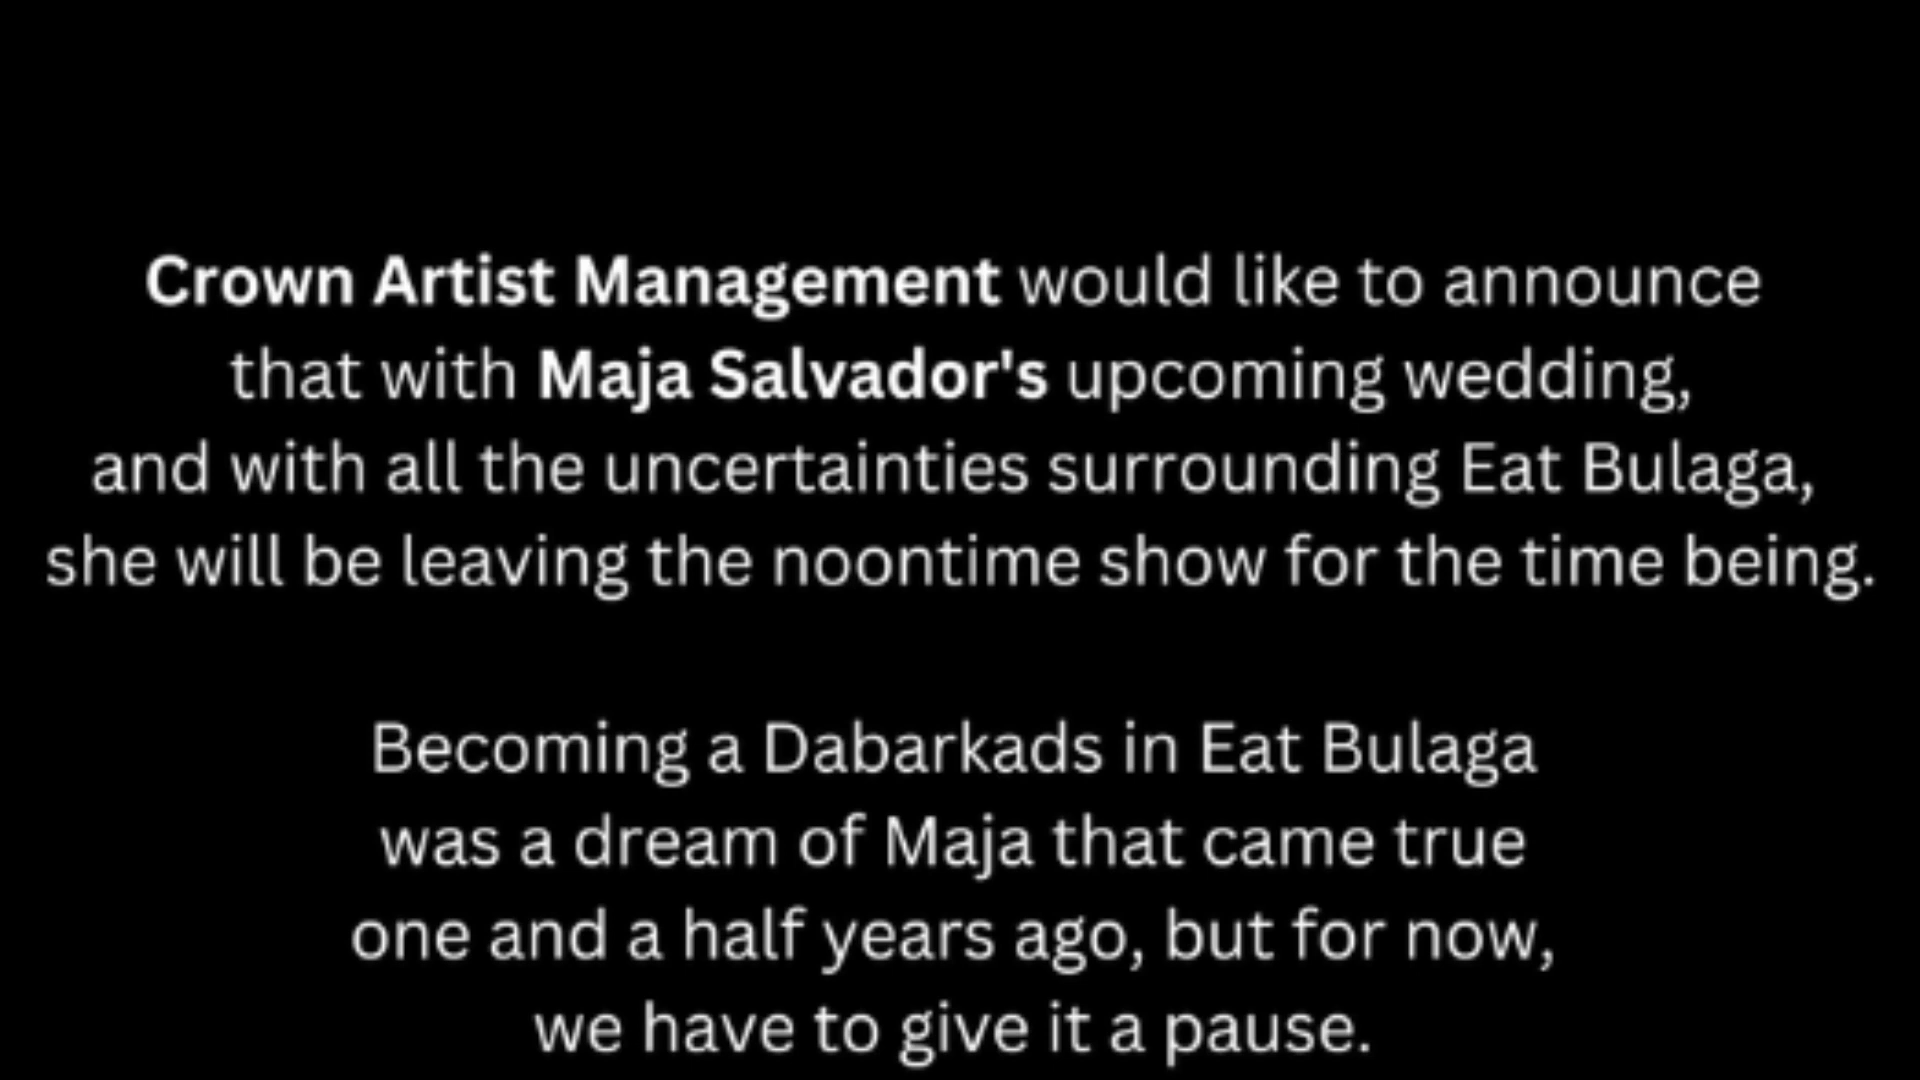 Crown Artist Management would like to announce
that with Maja Salvador's upcoming wedding,
and with all the uncertainties surrounding Eat Bulaga,
she will be leaving the noontime show for the time being.
Becoming a Dabarkads in Eat Bulaga
was a dream of Maja that came true
one and a half years ago, but for now,
we have to give it a pause.